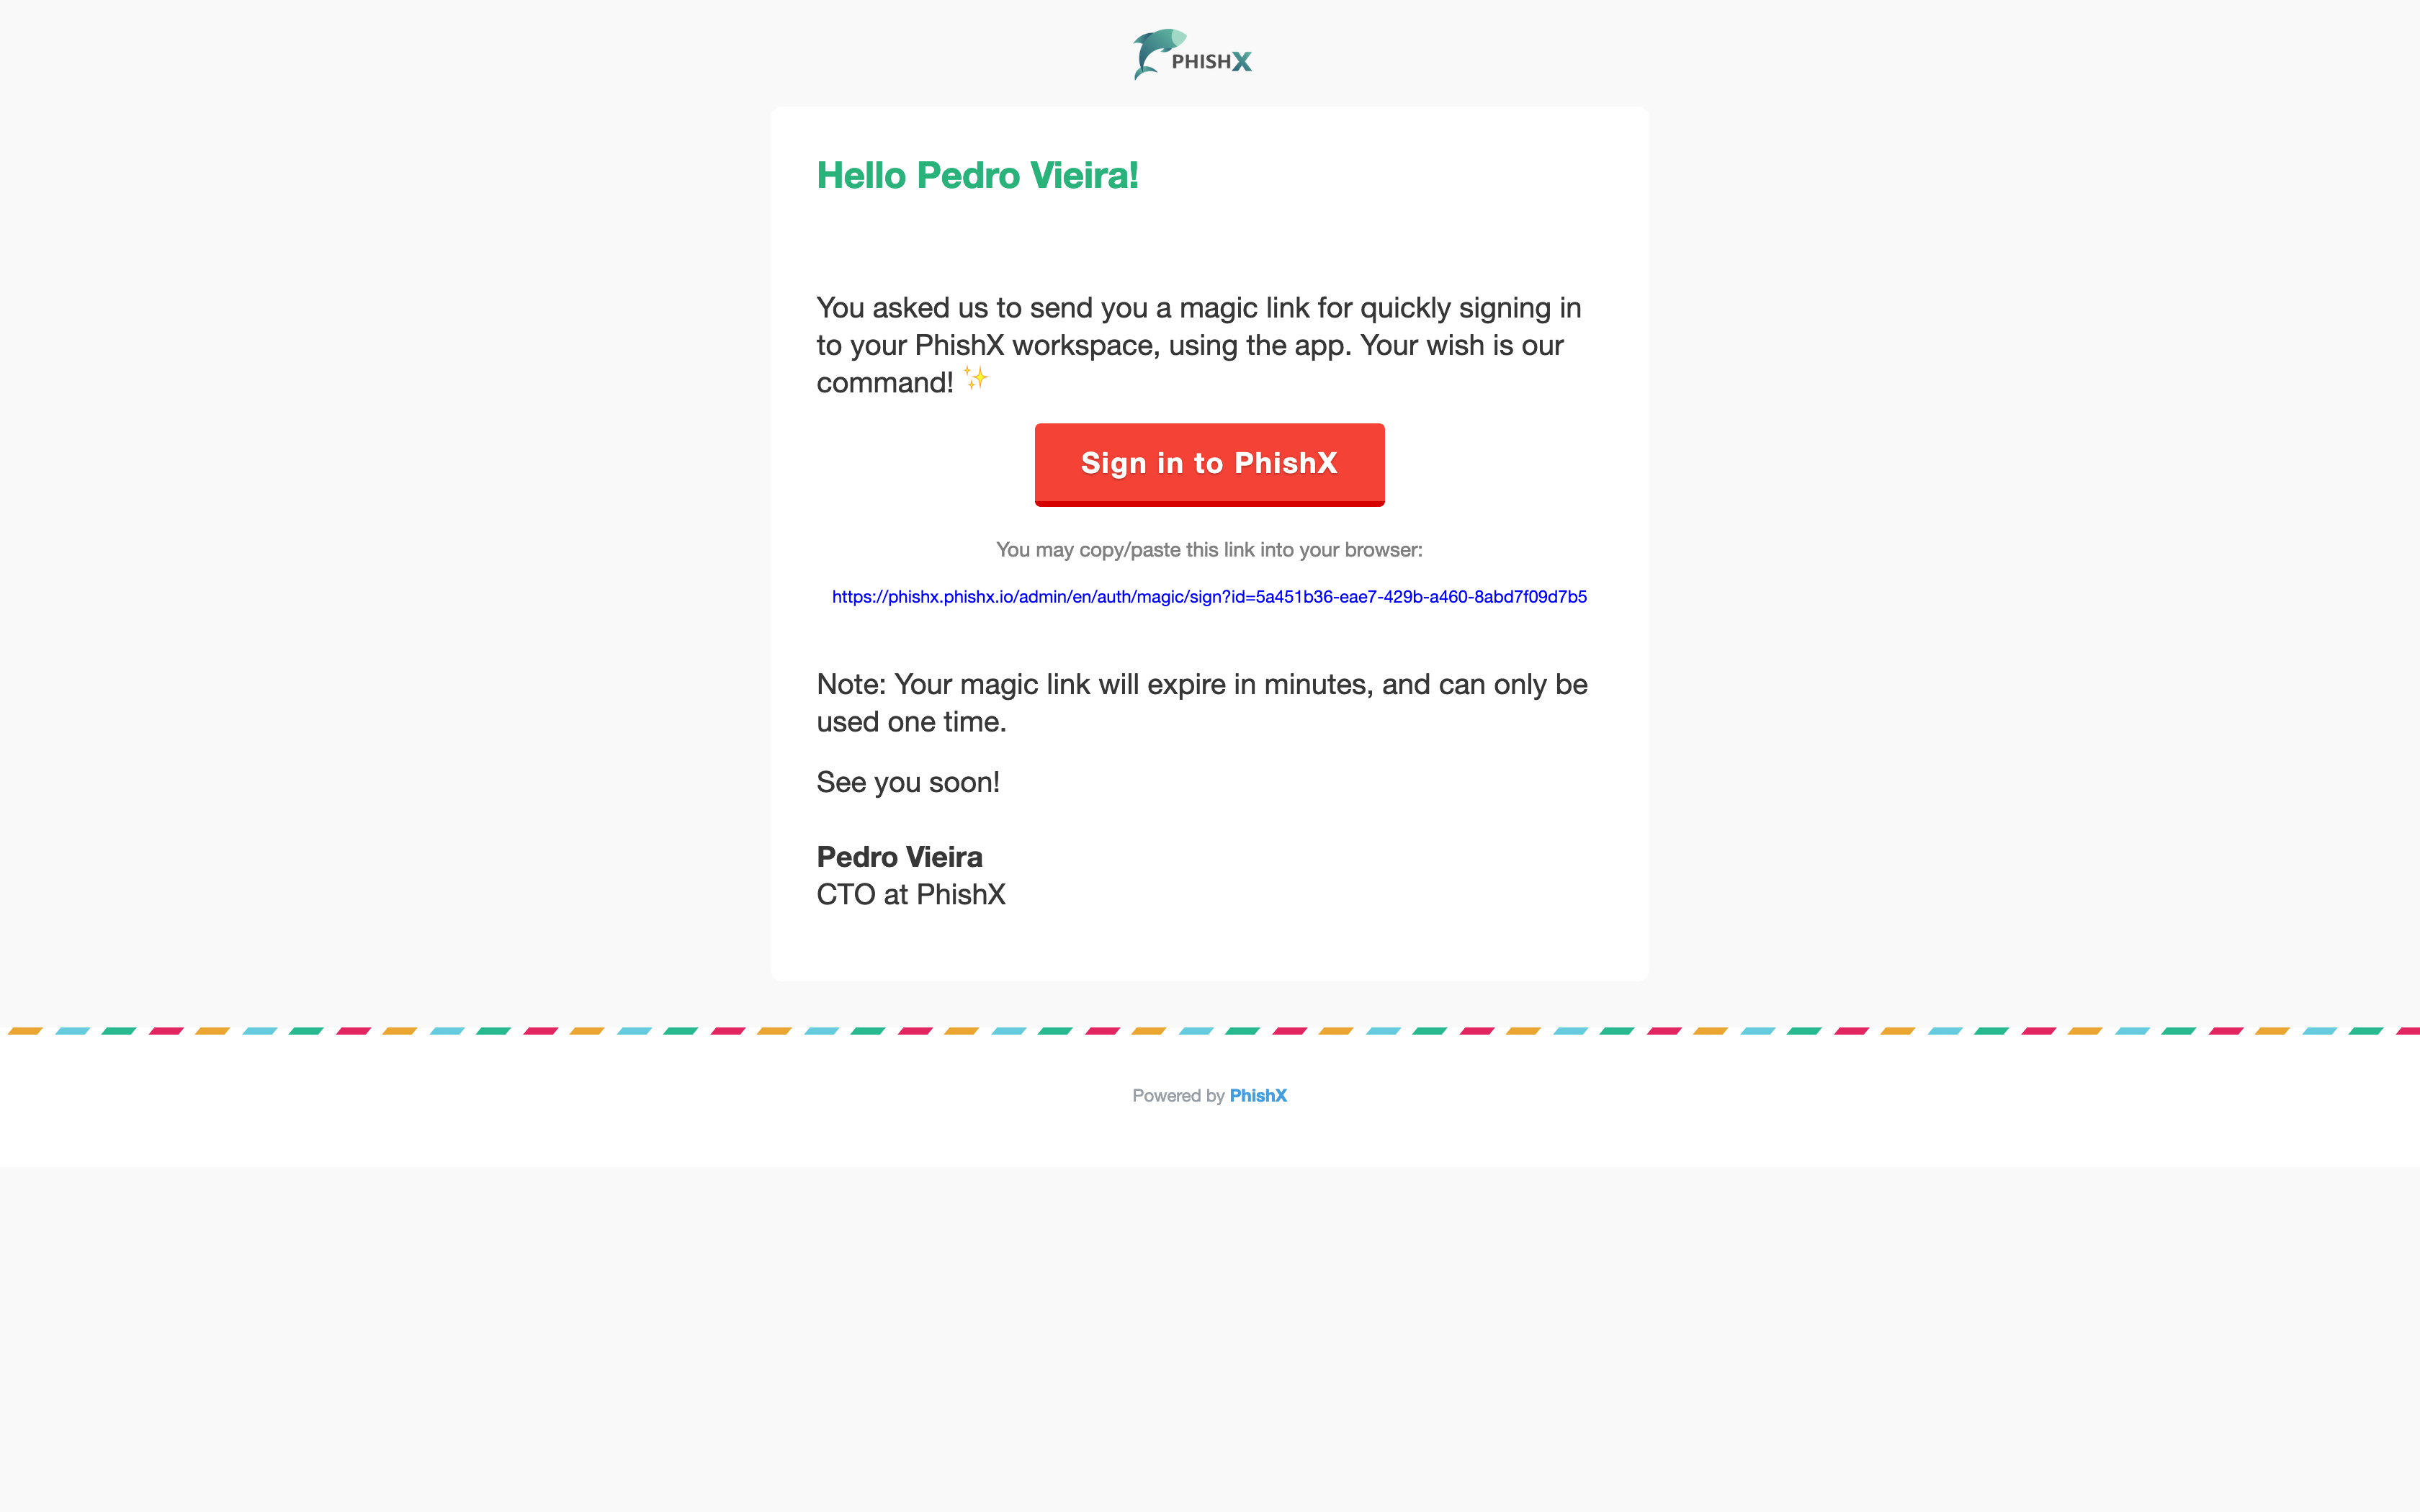 PHISHX
Hello Pedro Vieira!
You asked us to send you a magic link for quickly signing in
to your PhishX workspace, using the app. Your wish is our
command! ✨
Sign in to PhishX
You may copy/paste this link into your browser:
https://phishx.phishx.io/admin/en/auth/magic/sign?id=5a451b36-eae7-429b-a460-8abd7f09d7b5
Note: Your magic link will expire in minutes, and can only be
used one time.
See you soon!
Pedro Vieira
CTO at PhishX
Powered by PhishX